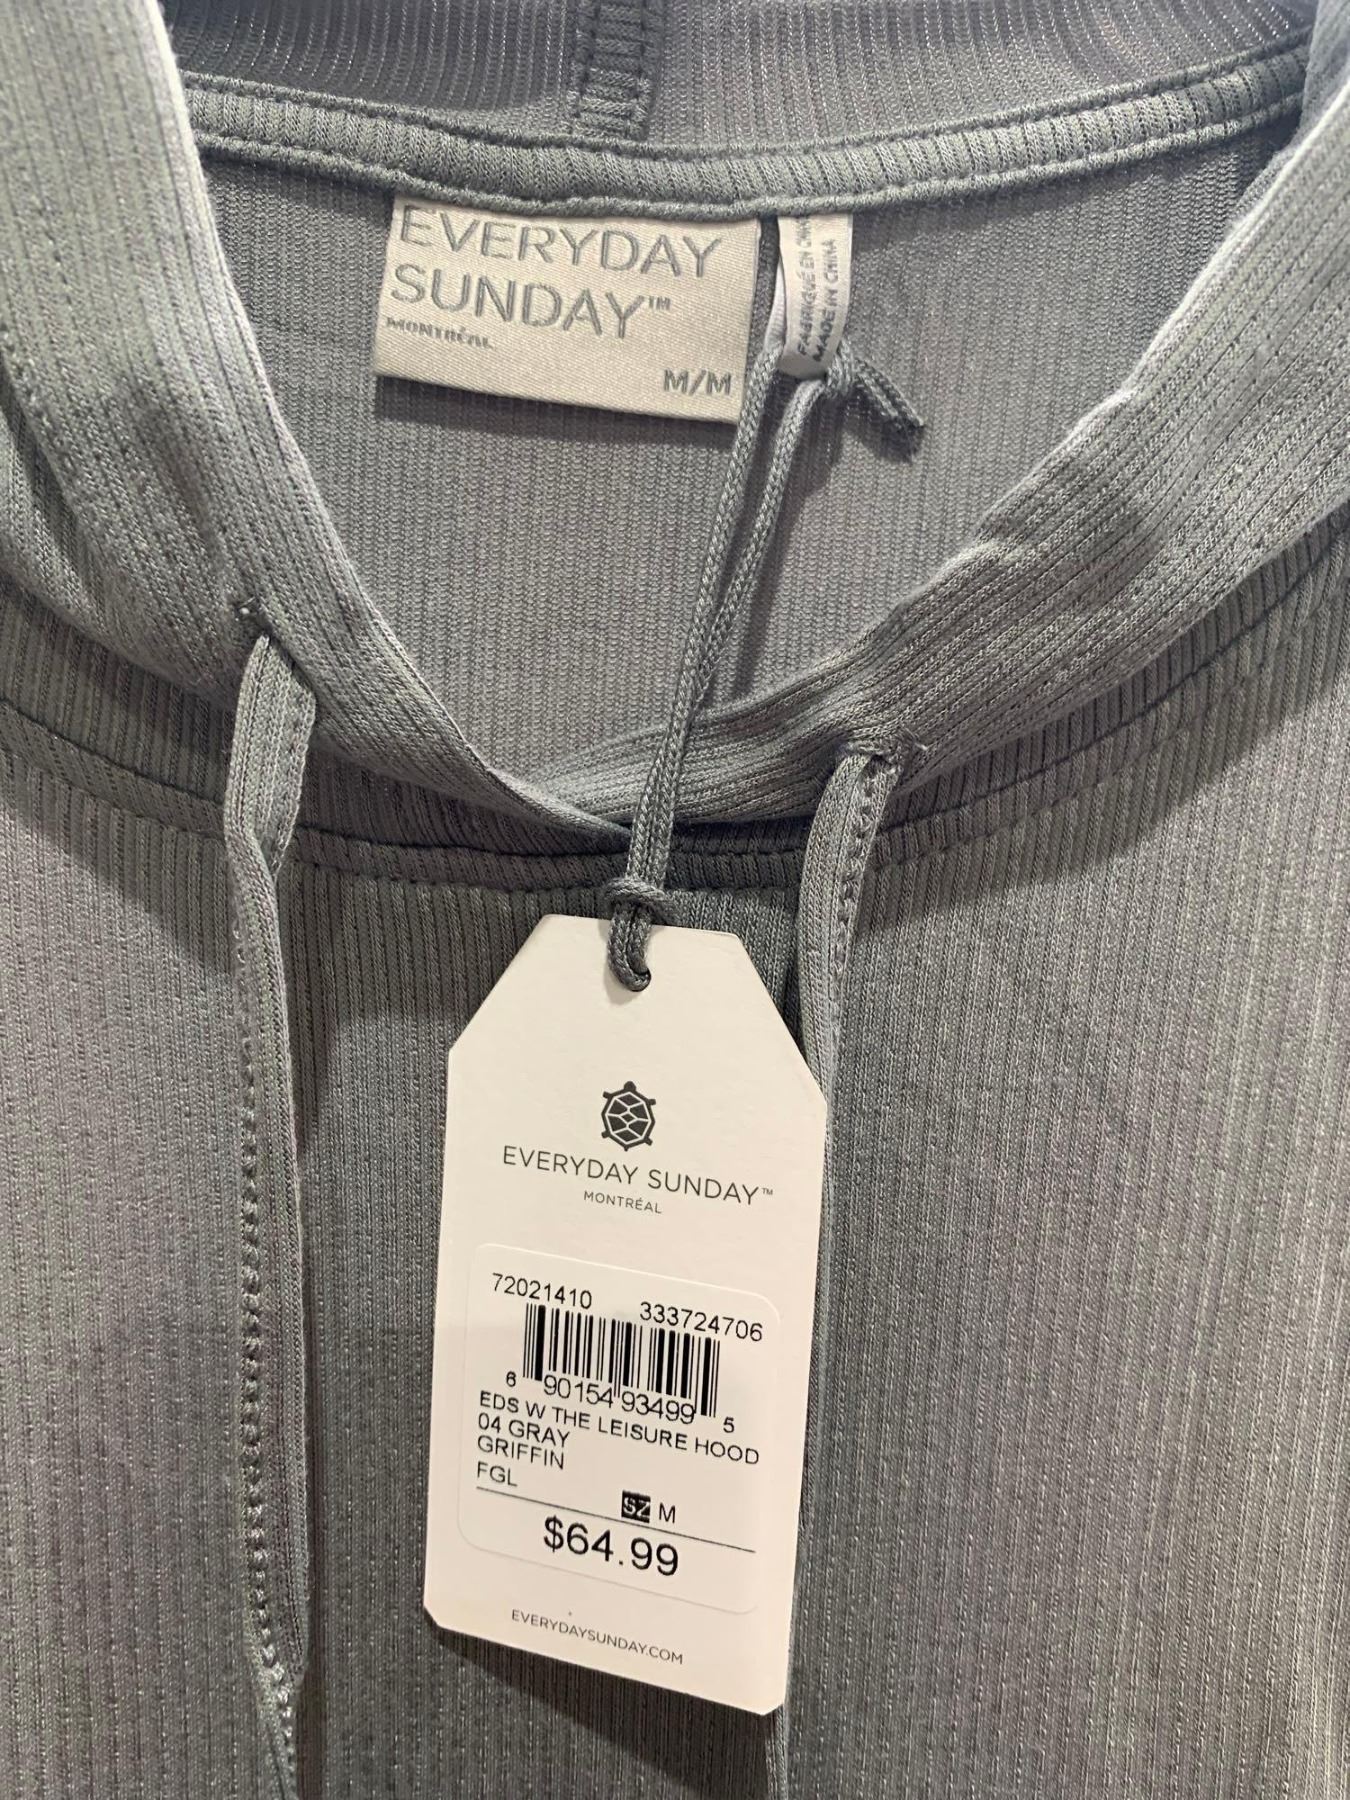 EVERYDAY
SUNDAY™
MONTRÉAL
M/M
FABRIQUÉ EN CHINE
MADE IN CHINA
EVERYDAY SUNDAY™
MONTRÉAL
72021410 333724706
6 90154 93499 5
EDS W THE LEISURE HOOD
04 GRAY
GRIFFIN
FGL
SZ M
$64.99
EVERYDAYSUNDAY.COM